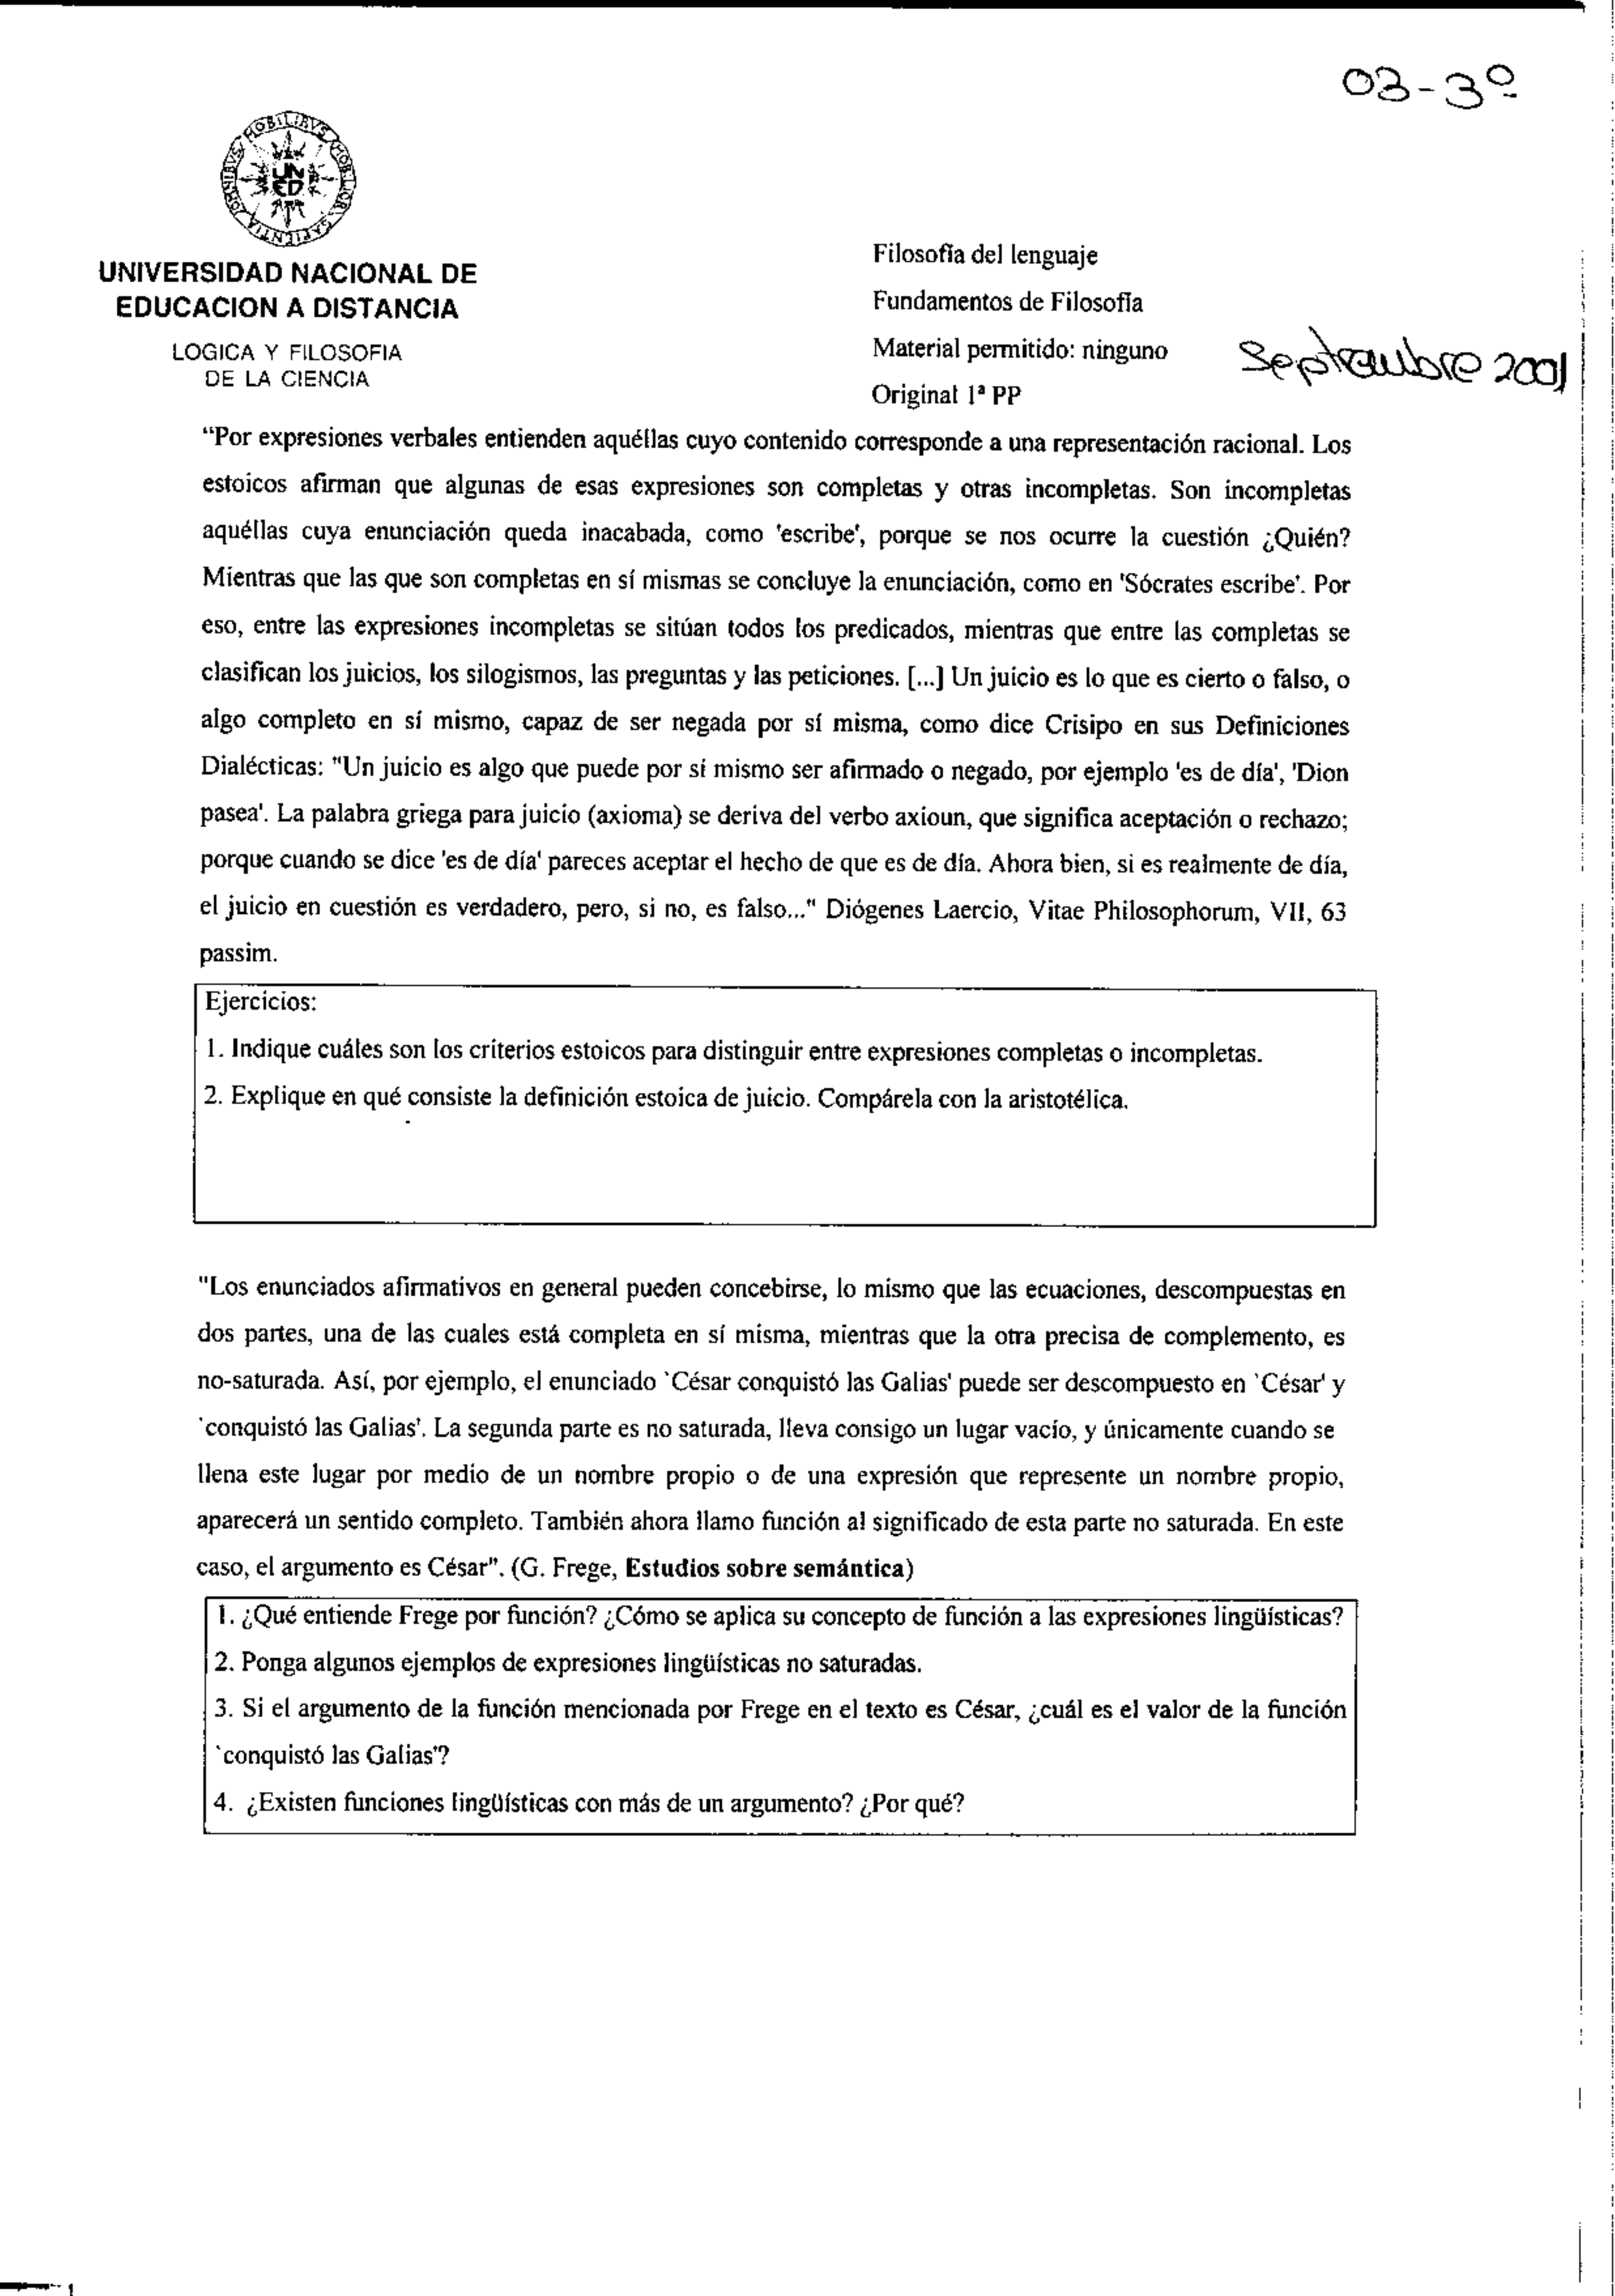 03-3º
UNIVERSIDAD NACIONAL DE
EDUCACION A DISTANCIA
LOGICA Y FILOSOFIA
DE LA CIENCIA
Filosofía del lenguaje
Fundamentos de Filosofía
Material permitido: ninguno
Septiembre 2001
Original 1ª PP
“Por expresiones verbales entienden aquéllas cuyo contenido corresponde a una representación racional. Los
estoicos afirman que algunas de esas expresiones son completas y otras incompletas. Son incompletas
aquéllas cuya enunciación queda inacabada, como 'escribe', porque se nos ocurre la cuestión ¿Quién?
Mientras que las que son completas en sí mismas se concluye la enunciación, como en 'Sócrates escribe'. Por
eso, entre las expresiones incompletas se sitúan todos los predicados, mientras que entre las completas se
clasifican los juicios, los silogismos, las preguntas y las peticiones. [...] Un juicio es lo que es cierto o falso, o
algo completo en sí mismo, capaz de ser negada por sí misma, como dice Crisipo en sus Definiciones
Dialécticas: "Un juicio es algo que puede por sí mismo ser afirmado o negado, por ejemplo 'es de día', 'Dion
pasea'. La palabra griega para juicio (axioma) se deriva del verbo axioun, que significa aceptación o rechazo;
porque cuando se dice 'es de día' pareces aceptar el hecho de que es de día. Ahora bien, si es realmente de día,
el juicio en cuestión es verdadero, pero, si no, es falso..." Diógenes Laercio, Vitae Philosophorum, VII, 63
passim.
Ejercicios:
1. Indique cuáles son los criterios estoicos para distinguir entre expresiones completas o incompletas.
2. Explique en qué consiste la definición estoica de juicio. Compárela con la aristotélica.
"Los enunciados afirmativos en general pueden concebirse, lo mismo que las ecuaciones, descompuestas en
dos partes, una de las cuales está completa en sí misma, mientras que la otra precisa de complemento, es
no-saturada. Así, por ejemplo, el enunciado `César conquistó las Galias' puede ser descompuesto en `César' y
`conquistó las Galias'. La segunda parte es no saturada, lleva consigo un lugar vacío, y únicamente cuando se
llena este lugar por medio de un nombre propio o de una expresión que represente un nombre propio,
aparecerá un sentido completo. También ahora llamo función al significado de esta parte no saturada. En este
caso, el argumento es César". (G. Frege, Estudios sobre semántica)
1. ¿Qué entiende Frege por función? ¿Cómo se aplica su concepto de función a las expresiones lingüísticas?
2. Ponga algunos ejemplos de expresiones lingüísticas no saturadas.
3. Si el argumento de la función mencionada por Frege en el texto es César, ¿cuál es el valor de la función
`conquistó las Galias'?
4. ¿Existen funciones lingüísticas con más de un argumento? ¿Por qué?